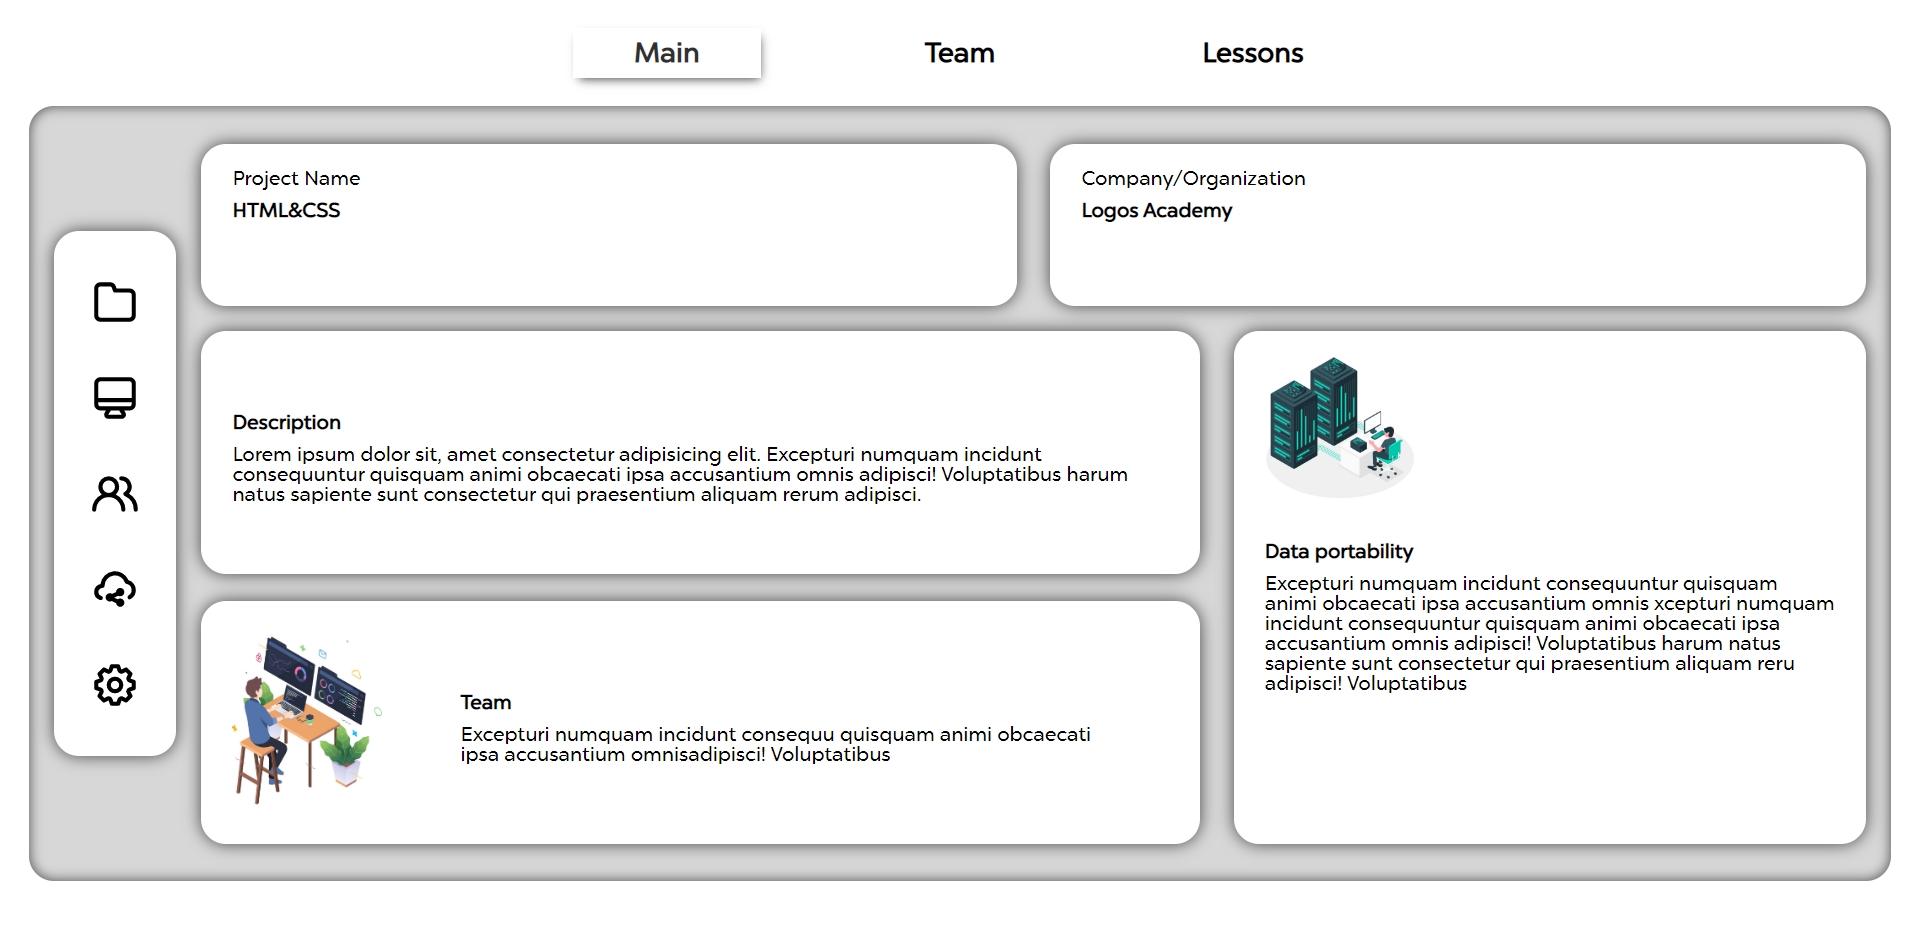 Main
Team
Lessons
Project Name
HTML&CSS
Company/Organization
Logos Academy
Description
Lorem ipsum dolor sit, amet consectetur adipisicing elit. Excepturi numquam incidunt
consequuntur quisquam animi obcaecati ipsa accusantium omnis adipisci! Voluptatibus harum
natus sapiente sunt consectetur qui praesentium aliquam rerum adipisci.
Team
Excepturi numquam incidunt consequu quisquam animi obcaecati
ipsa accusantium omnisadipisci! Voluptatibus
Data portability
Excepturi numquam incidunt consequuntur quisquam
animi obcaecati ipsa accusantium omnis xcepturi numquam
incidunt consequuntur quisquam animi obcaecati ipsa
accusantium omnis adipisci! Voluptatibus harum natus
sapiente sunt consectetur qui praesentium aliquam reru
adipisci! Voluptatibus